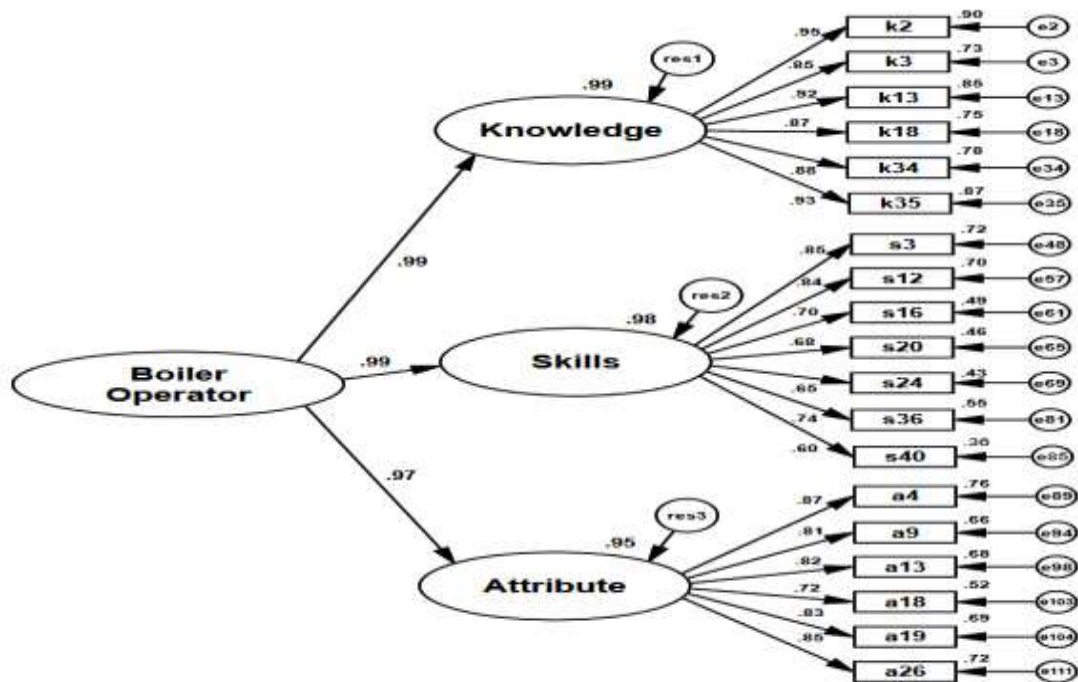 .95
.90
k2
e2
res1
.85
.73
k3
e3
.99
.92
.85
k13
e13
Knowledge
.87
.75
k18
e18
.78
k34
e34
.88
.87
.93
k35
e35
.99
.85
.72
s3
e48
res2
.84
.70
s12
e57
.98
.70
.49
s16
e61
.68
.46
s20
e65
Boiler
Operator
.99
Skills
.43
s24
e69
.65
.55
s36
e81
.74
s40
e85
.60
.97
.87
.76
a4
e89
res3
.81
.66
a9
e94
.95
.82
.68
a13
e98
Attribute
.72
.52
a18
e103
.83
.69
a19
e104
.85
.72
a26
e111